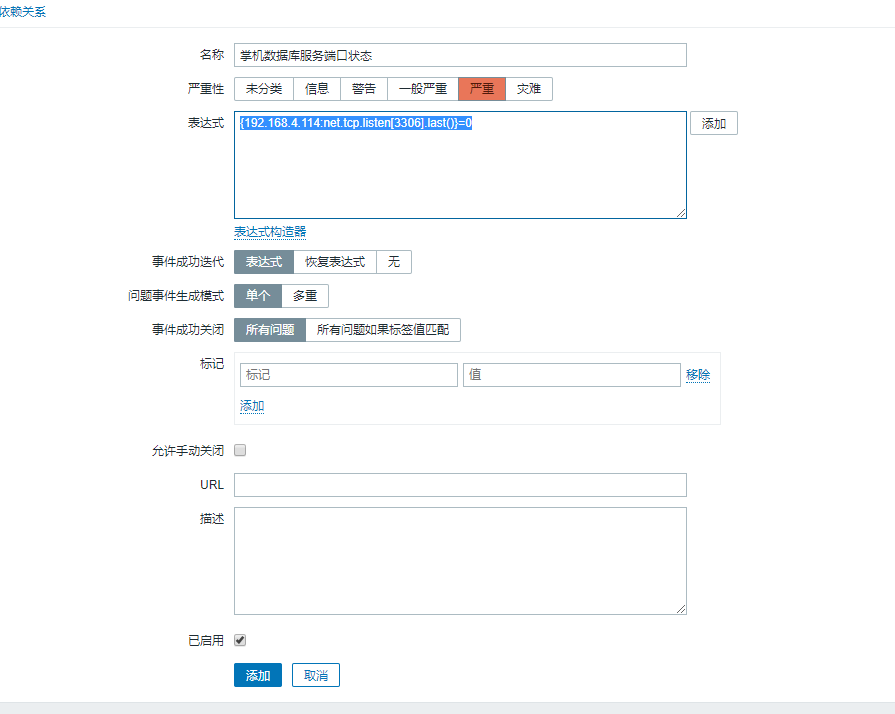 依赖关系
名称 掌机数据库服务端口状态
严重性 未分类 信息 警告 一般严重 严重 灾难
表达式 {192.168.4.114:net.tcp.listen[3306].last()}=0 添加
表达式构造器
事件成功迭代 表达式 恢复表达式 无
问题事件生成模式 单个 多重
事件成功关闭 所有问题 所有问题如果标签值匹配
标记 标记 值 移除
添加
允许手动关闭
URL
描述
已启用
添加 取消